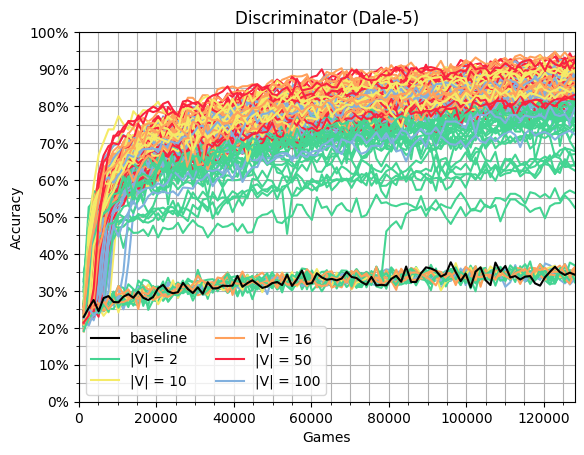 Discriminator (Dale-5)
100%
90%
80%
70%
60%
50%
40%
30%
20%
10%
0%
Accuracy
baseline
|V| = 2
|V| = 10
|V| = 16
|V| = 50
|V| = 100
0 20000 40000 60000 80000 100000 120000
Games